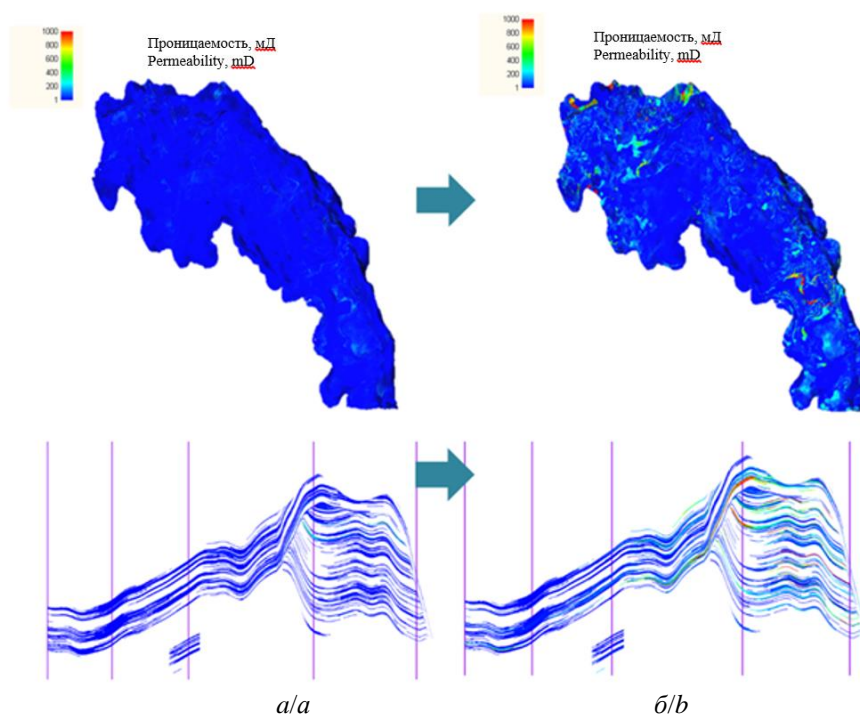 Проницаемость, мД
Permeability, mD
1000
800
600
400
200
1
Проницаемость, мД
Permeability, mD
1000
800
600
400
200
1
а/a
б/b